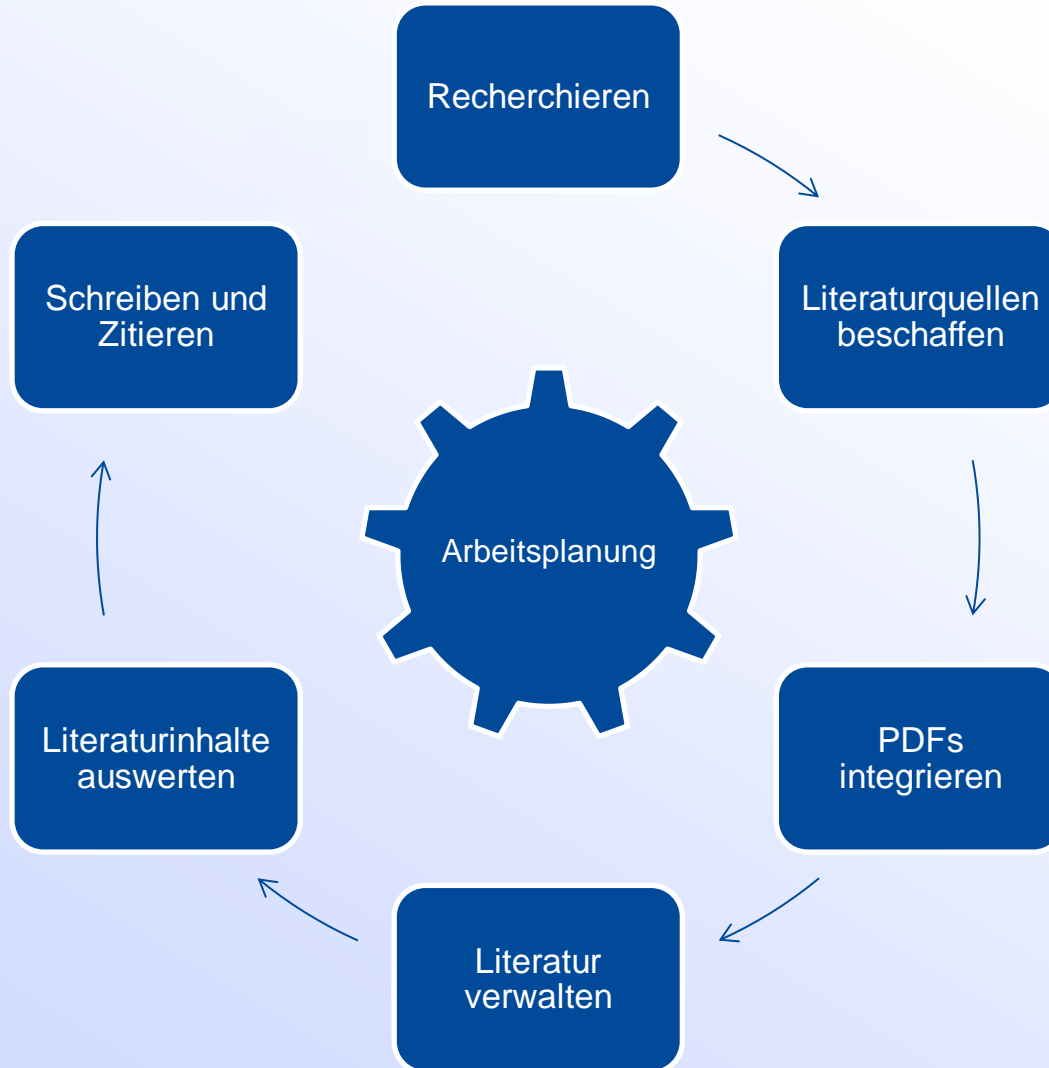 Recherchieren
Literaturquellen
beschaffen
PDFs
integrieren
Literatur
verwalten
Literaturinhalte
auswerten
Schreiben und
Zitieren
Arbeitsplanung